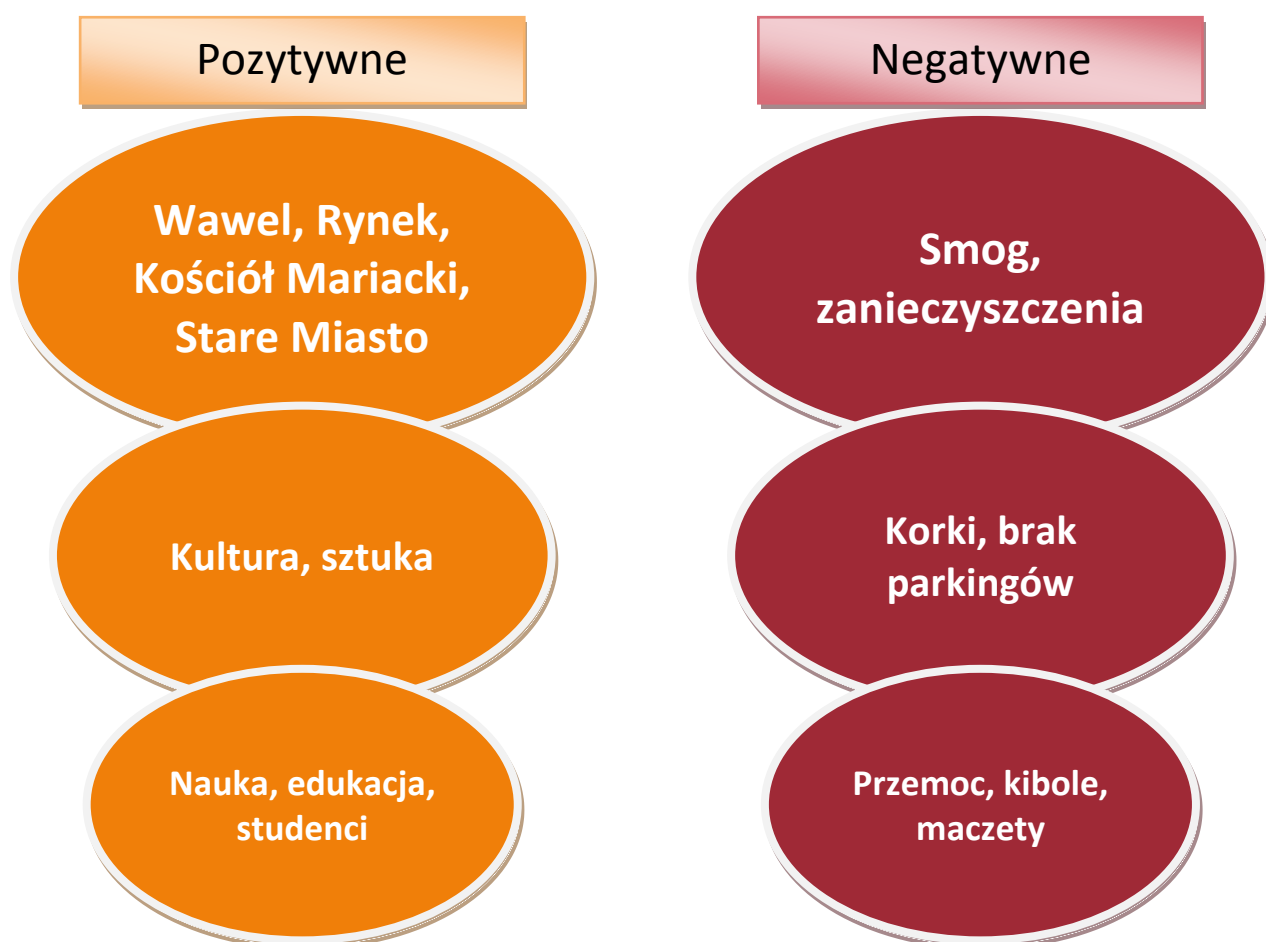 Pozytywne
Wawel, Rynek,
Kościół Mariacki,
Stare Miasto
Kultura, sztuka
Nauka, edukacja,
studenci
Negatywne
Smog,
zanieczyszczenia
Korki, brak
parkingów
Przemoc, kibole,
maczety